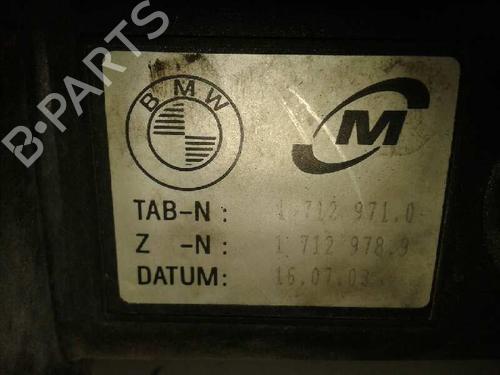 B-PARTS
BMW
M
TAB-N : 1 712 971.0
Z -N : 1 712 978.9
DATUM: 16.07.03